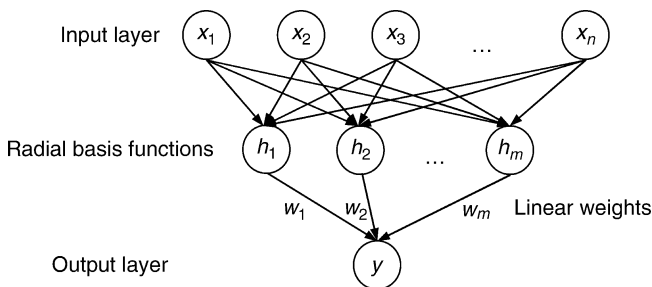 Input layer x1 x2 x3 ... xn
Radial basis functions h1 h2 ... hm
w1 w2 wm Linear weights
Output layer y